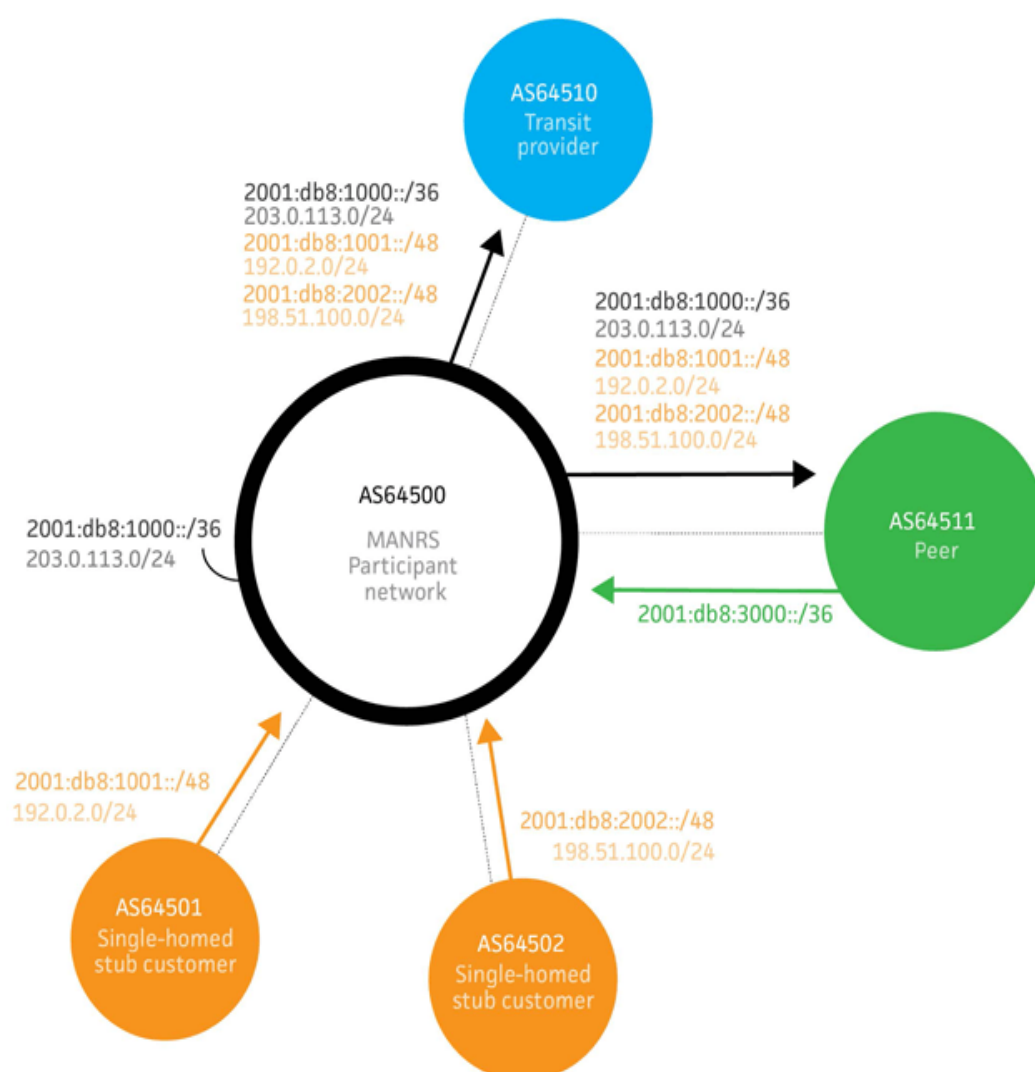 AS64510
Transit
provider
2001:db8:1000::/36
203.0.113.0/24
2001:db8:1001::/48
192.0.2.0/24
2001:db8:2002::/48
198.51.100.0/24
2001:db8:1000::/36
203.0.113.0/24
2001:db8:1001::/48
192.0.2.0/24
2001:db8:2002::/48
198.51.100.0/24
AS64500
MANRS
Participant
network
2001:db8:1000::/36
203.0.113.0/24
AS64511
Peer
2001:db8:3000::/36
2001:db8:1001::/48
192.0.2.0/24
2001:db8:2002::/48
198.51.100.0/24
AS64501
Single-homed
stub customer
AS64502
Single-homed
stub customer